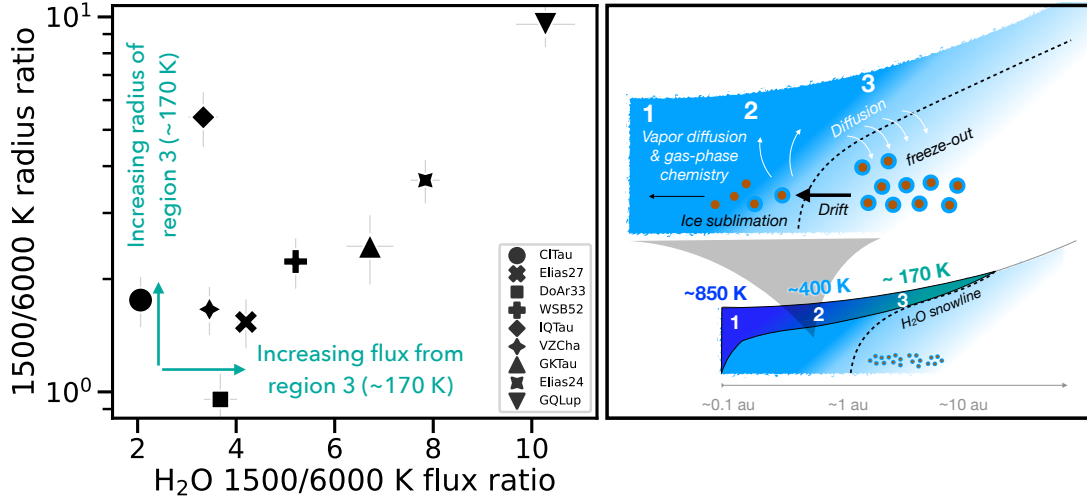 1500/6000 K radius ratio
10¹
10⁰
Increasing radius of
region 3 (~170 K)
Increasing flux from
region 3 (~170 K)
CITau
Elias27
DoAr33
WSB52
IQTau
VZCha
GKTau
Elias24
GQLup
2
4
6
8
10
H₂O 1500/6000 K flux ratio
1
2
3
Vapor diffusion
& gas-phase
chemistry
Diffusion
freeze-out
Ice sublimation
Drift
~850 K
~400 K
~ 170 K
1
2
3
H₂O snowline
~0.1 au
~1 au
~10 au